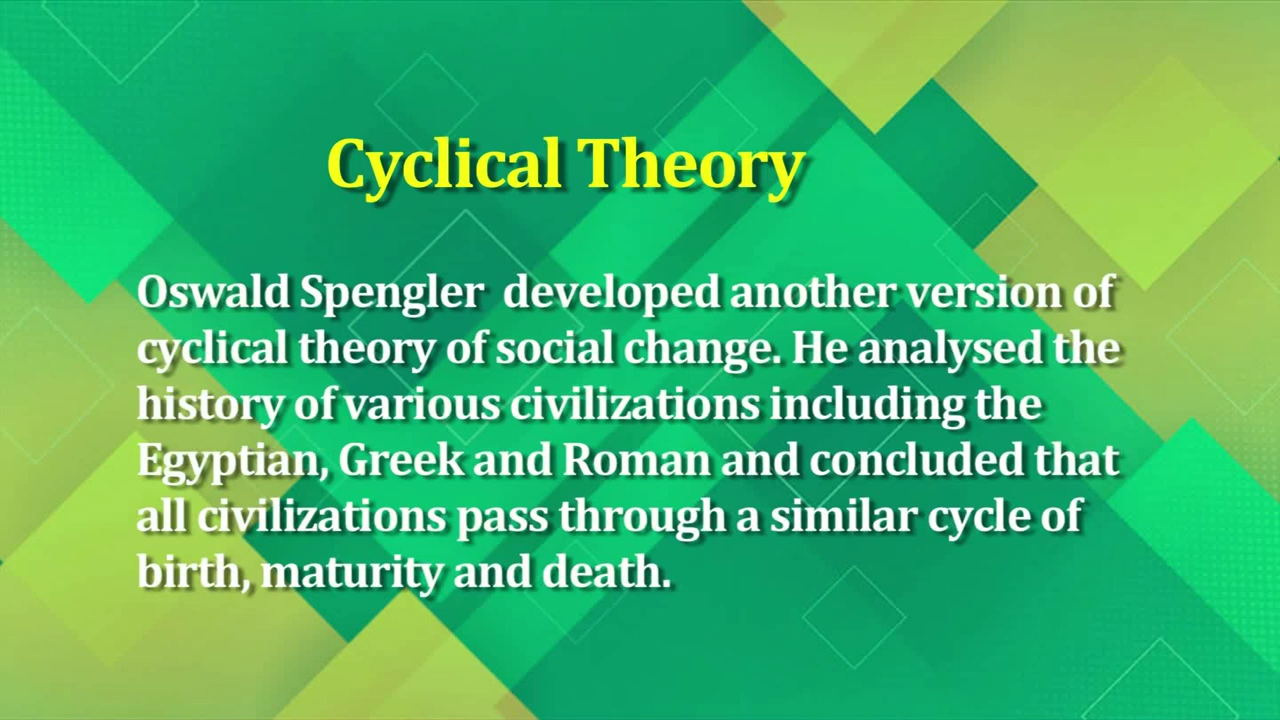 Cyclical Theory
Oswald Spengler developed another version of
cyclical theory of social change. He analysed the
history of various civilizations including the
Egyptian, Greek and Roman and concluded that
all civilizations pass through a similar cycle of
birth, maturity and death.